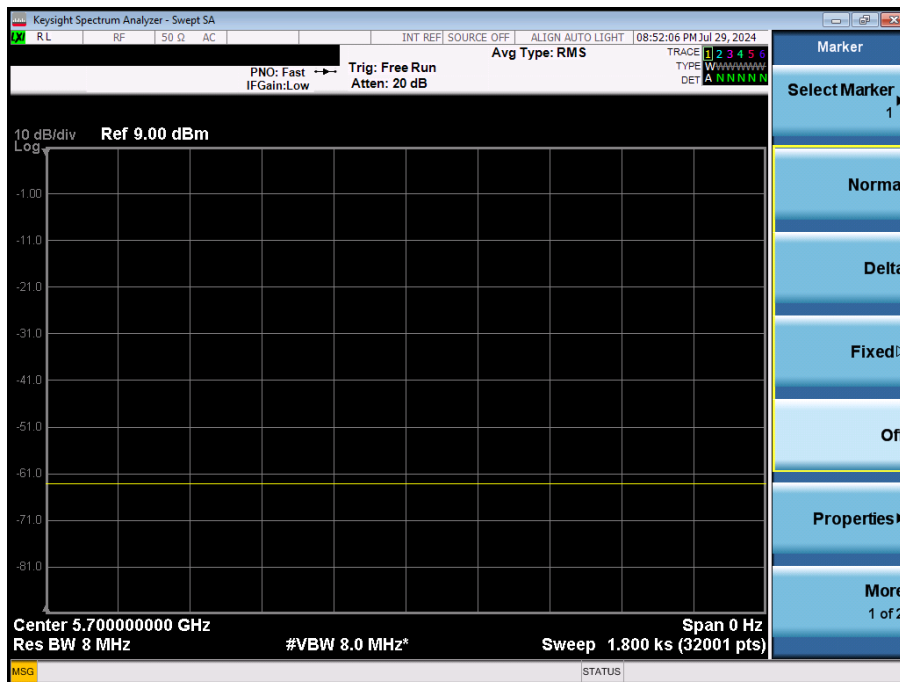 Keysight Spectrum Analyzer - Swept SA
LXI RL RF 50 Ω AC INT REF SOURCE OFF ALIGN AUTO LIGHT 08:52:06 PM Jul 29, 2024
Marker
Avg Type: RMS
TRACE 1 2 3 4 5 6
PNO: Fast Trig: Free Run
TYPE WWWWWW
IFGain:Low Atten: 20 dB
DET A N N N N N
Select Marker
1
10 dB/div Ref 9.00 dBm
Log
Norma
-1.00
-11.0
Delta
-21.0
-31.0
Fixed
-41.0
-51.0
Off
-61.0
-71.0
Properties
-81.0
More
1 of 2
Center 5.700000000 GHz Span 0 Hz
Res BW 8 MHz #VBW 8.0 MHz* Sweep 1.800 ks (32001 pts)
MSG STATUS